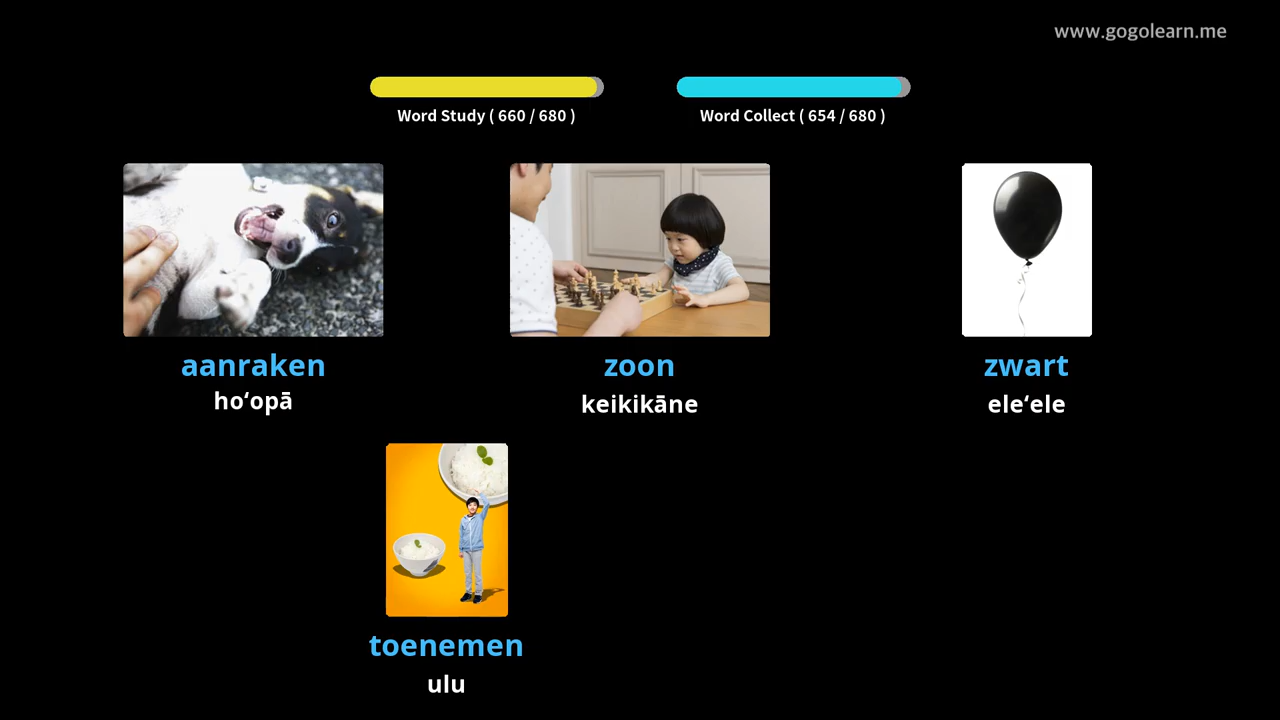 www.gogolearn.me
Word Study ( 660 / 680 )
Word Collect ( 654 / 680 )
aanraken
hoʻopā
zoon
keikikāne
zwart
eleʻele
toenemen
ulu